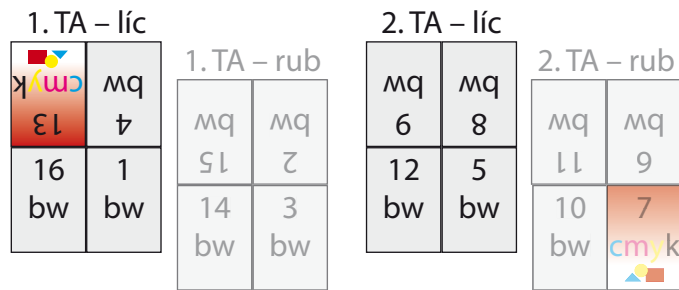 1. TA – líc
cmyk
13
bw
4
16
bw
1
bw
1. TA – rub
bw
15
bw
2
14
bw
3
bw
2. TA – líc
bw
9
bw
8
12
bw
5
bw
2. TA – rub
bw
11
bw
6
10
bw
7
cmyk